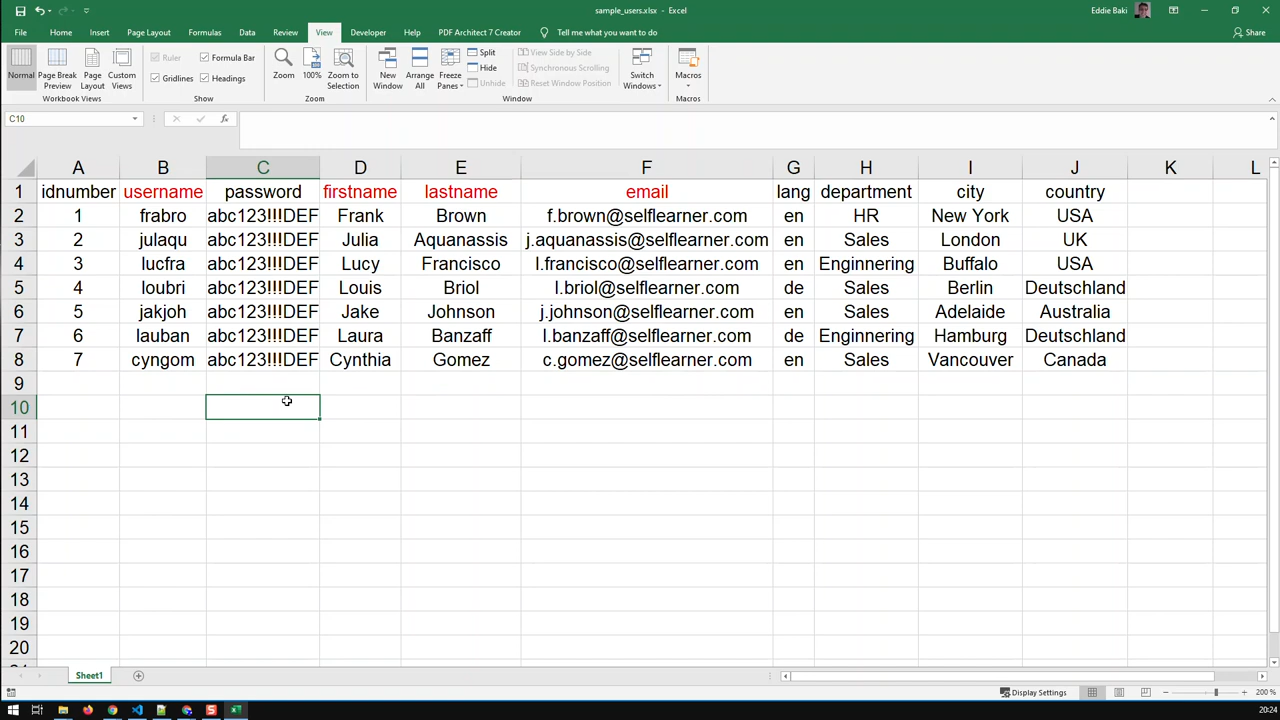 sample_users.xlsx - Excel
Eddie Baki
File Home Insert Page Layout Formulas Data Review View Developer Help PDF Architect 7 Creator Tell me what you want to do Share
Normal Page Break Preview Page Layout Custom Views
Ruler Formula Bar
Gridlines Headings
Zoom 100% Zoom to Selection
New Window Arrange All Freeze Panes
Split
Hide
Unhide
View Side by Side
Synchronous Scrolling
Reset Window Position
Switch Windows
Macros
Workbook Views Show Zoom Window Macros
C10 fx
A B C D E F G H I J K L
1 idnumber username password firstname lastname email lang department city country
2 1 frabro abc123!!!DEF Frank Brown f.brown@selflearner.com en HR New York USA
3 2 julaqu abc123!!!DEF Julia Aquanassis j.aquanassis@selflearner.com en Sales London UK
4 3 lucfra abc123!!!DEF Lucy Francisco l.francisco@selflearner.com en Enginnering Buffalo USA
5 4 loubri abc123!!!DEF Louis Briol l.briol@selflearner.com de Sales Berlin Deutschland
6 5 jakjoh abc123!!!DEF Jake Johnson j.johnson@selflearner.com en Sales Adelaide Australia
7 6 lauban abc123!!!DEF Laura Banzaff l.banzaff@selflearner.com de Enginnering Hamburg Deutschland
8 7 cyngom abc123!!!DEF Cynthia Gomez c.gomez@selflearner.com en Sales Vancouver Canada
9
10
11
12
13
14
15
16
17
18
19
20
Sheet1
Display Settings 200 %
20:24